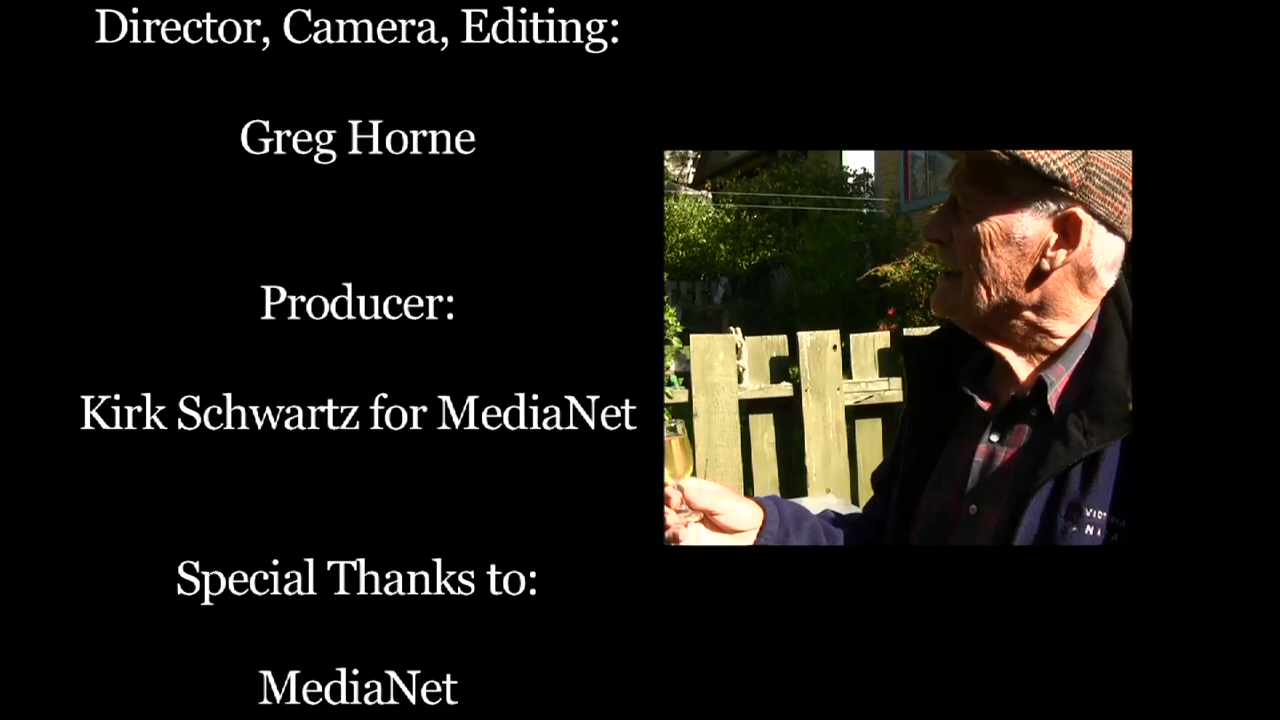 Director, Camera, Editing:
Greg Horne
Producer:
Kirk Schwartz for MediaNet
Special Thanks to:
MediaNet